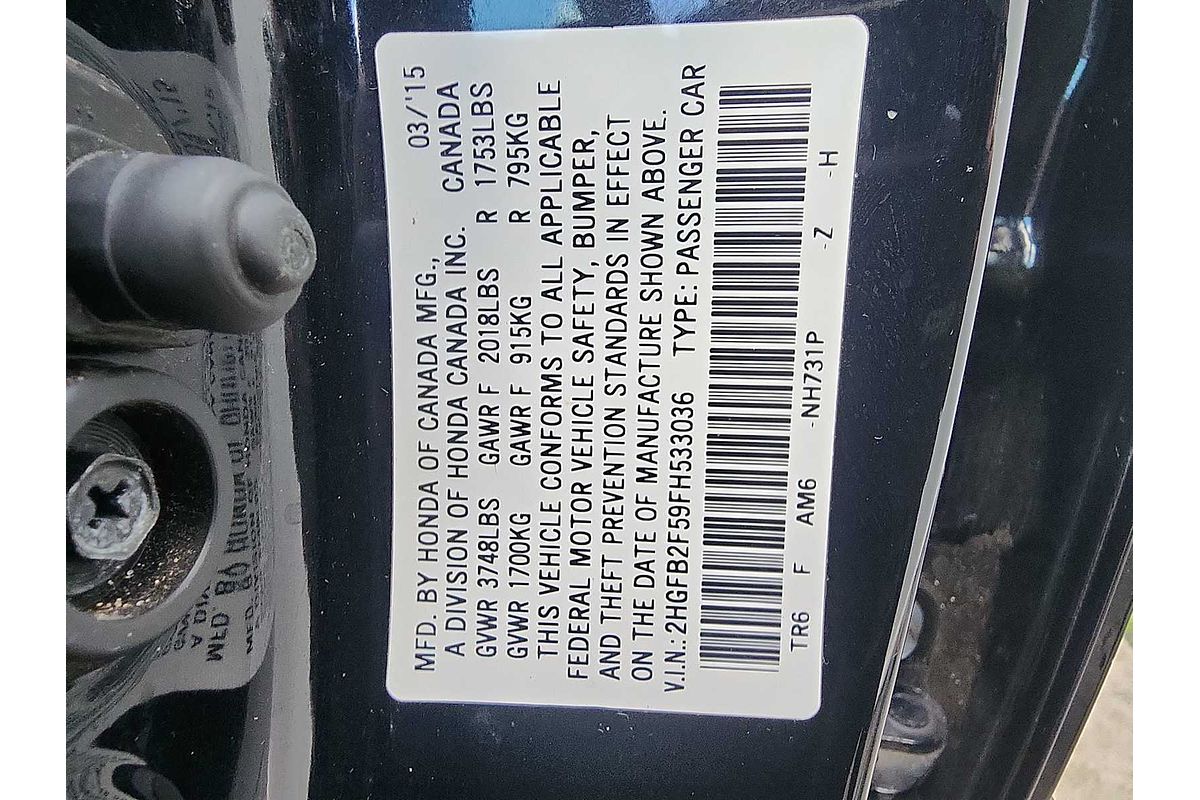 MFD. BY HONDA OF CANADA MFG., 03/'15
A DIVISION OF HONDA CANADA INC. CANADA
GVWR 3748LBS GAWR F 2018LBS R 1753LBS
GVWR 1700KG GAWR F 915KG R 795KG
THIS VEHICLE CONFORMS TO ALL APPLICABLE
FEDERAL MOTOR VEHICLE SAFETY, BUMPER,
AND THEFT PREVENTION STANDARDS IN EFFECT
ON THE DATE OF MANUFACTURE SHOWN ABOVE.
V.I.N.: 2HGFB2F59FH533036 TYPE: PASSENGER CAR
TR6 F AM6 -NH731P -Z -H